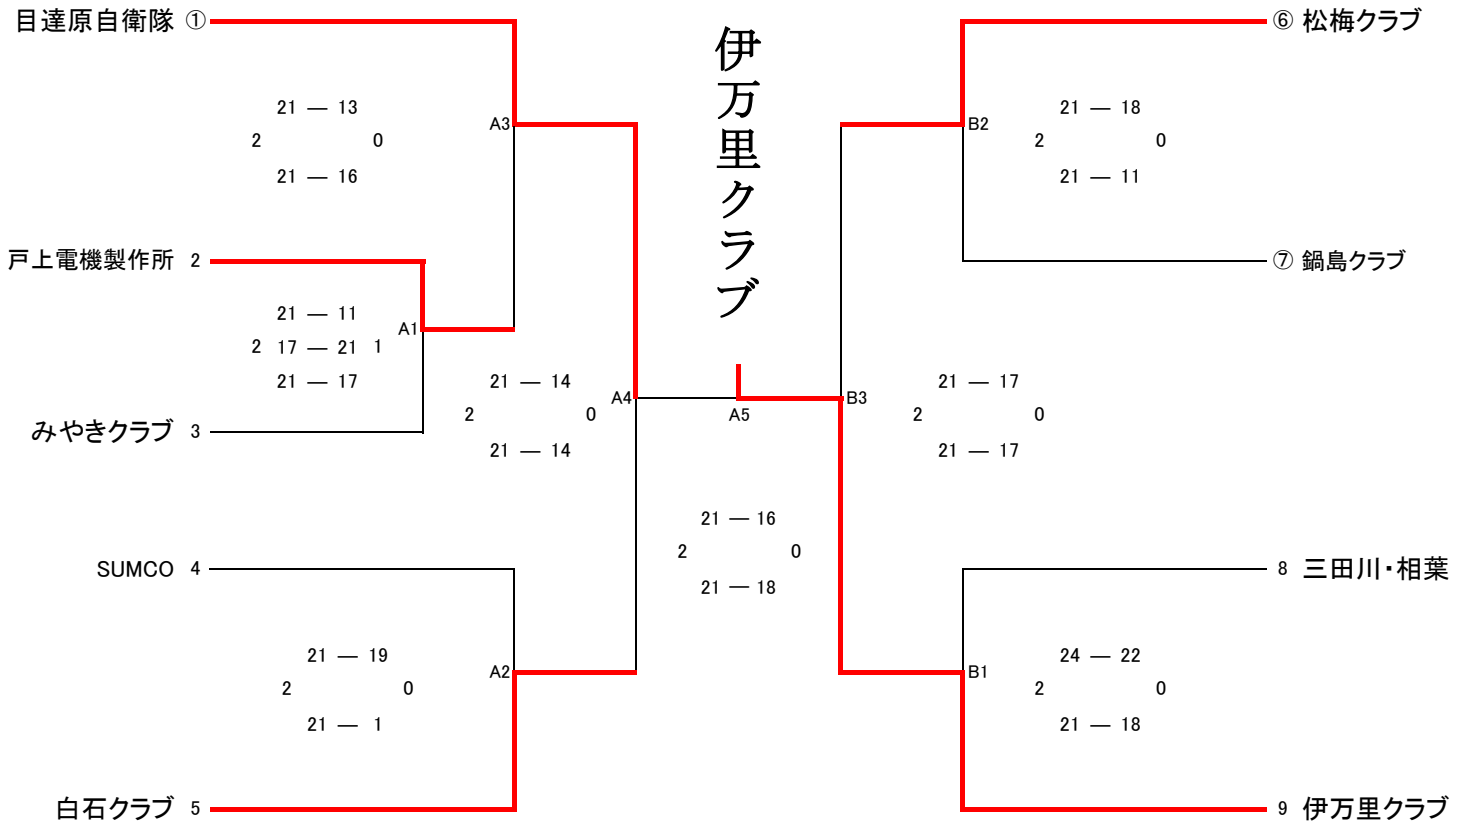 目達原自衛隊 ①
⑥ 松梅クラブ
伊万里クラブ
21 — 13
A3
2 0
21 — 16
21 — 18
B2
2 0
21 — 11
戸上電機製作所 2
⑦ 鍋島クラブ
21 — 11
A1
2 17 — 21 1
21 — 17
みやきクラブ 3
21 — 14
A4
2 0
21 — 14
A5
B3
21 — 17
2 0
21 — 17
21 — 16
2 0
21 — 18
SUMCO 4
8 三田川・相葉
21 — 19
A2
2 0
21 — 1
24 — 22
B1
2 0
21 — 18
白石クラブ 5
9 伊万里クラブ